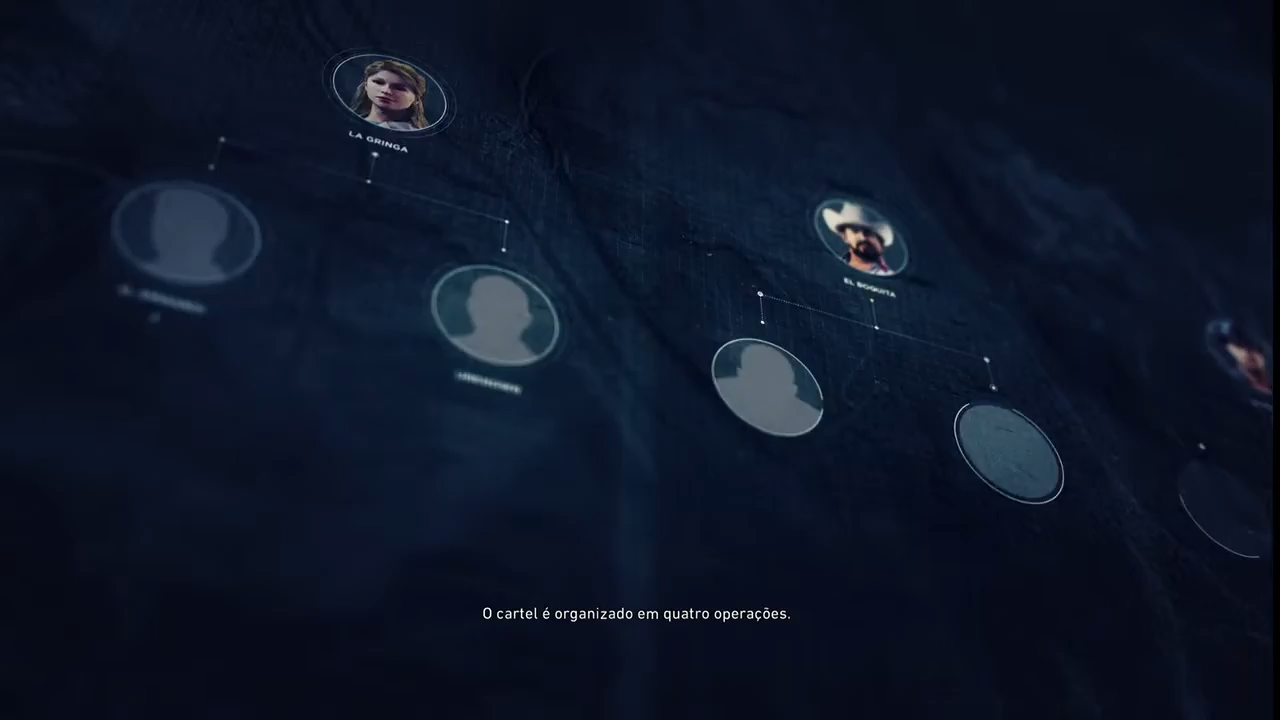 LA GRINGA
EL BOQUITA
O cartel é organizado em quatro operações.